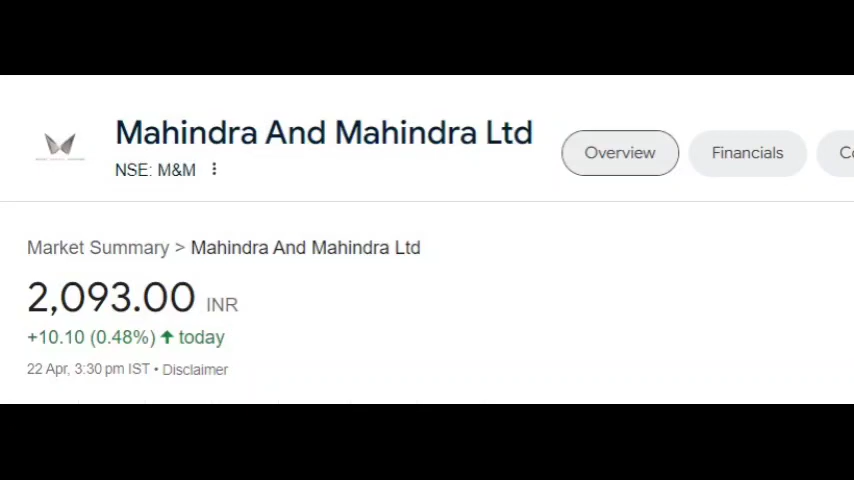 Mahindra And Mahindra Ltd
NSE: M&M
Overview
Financials
Market Summary > Mahindra And Mahindra Ltd
2,093.00 INR
+10.10 (0.48%) ↑ today
22 Apr, 3:30 pm IST • Disclaimer